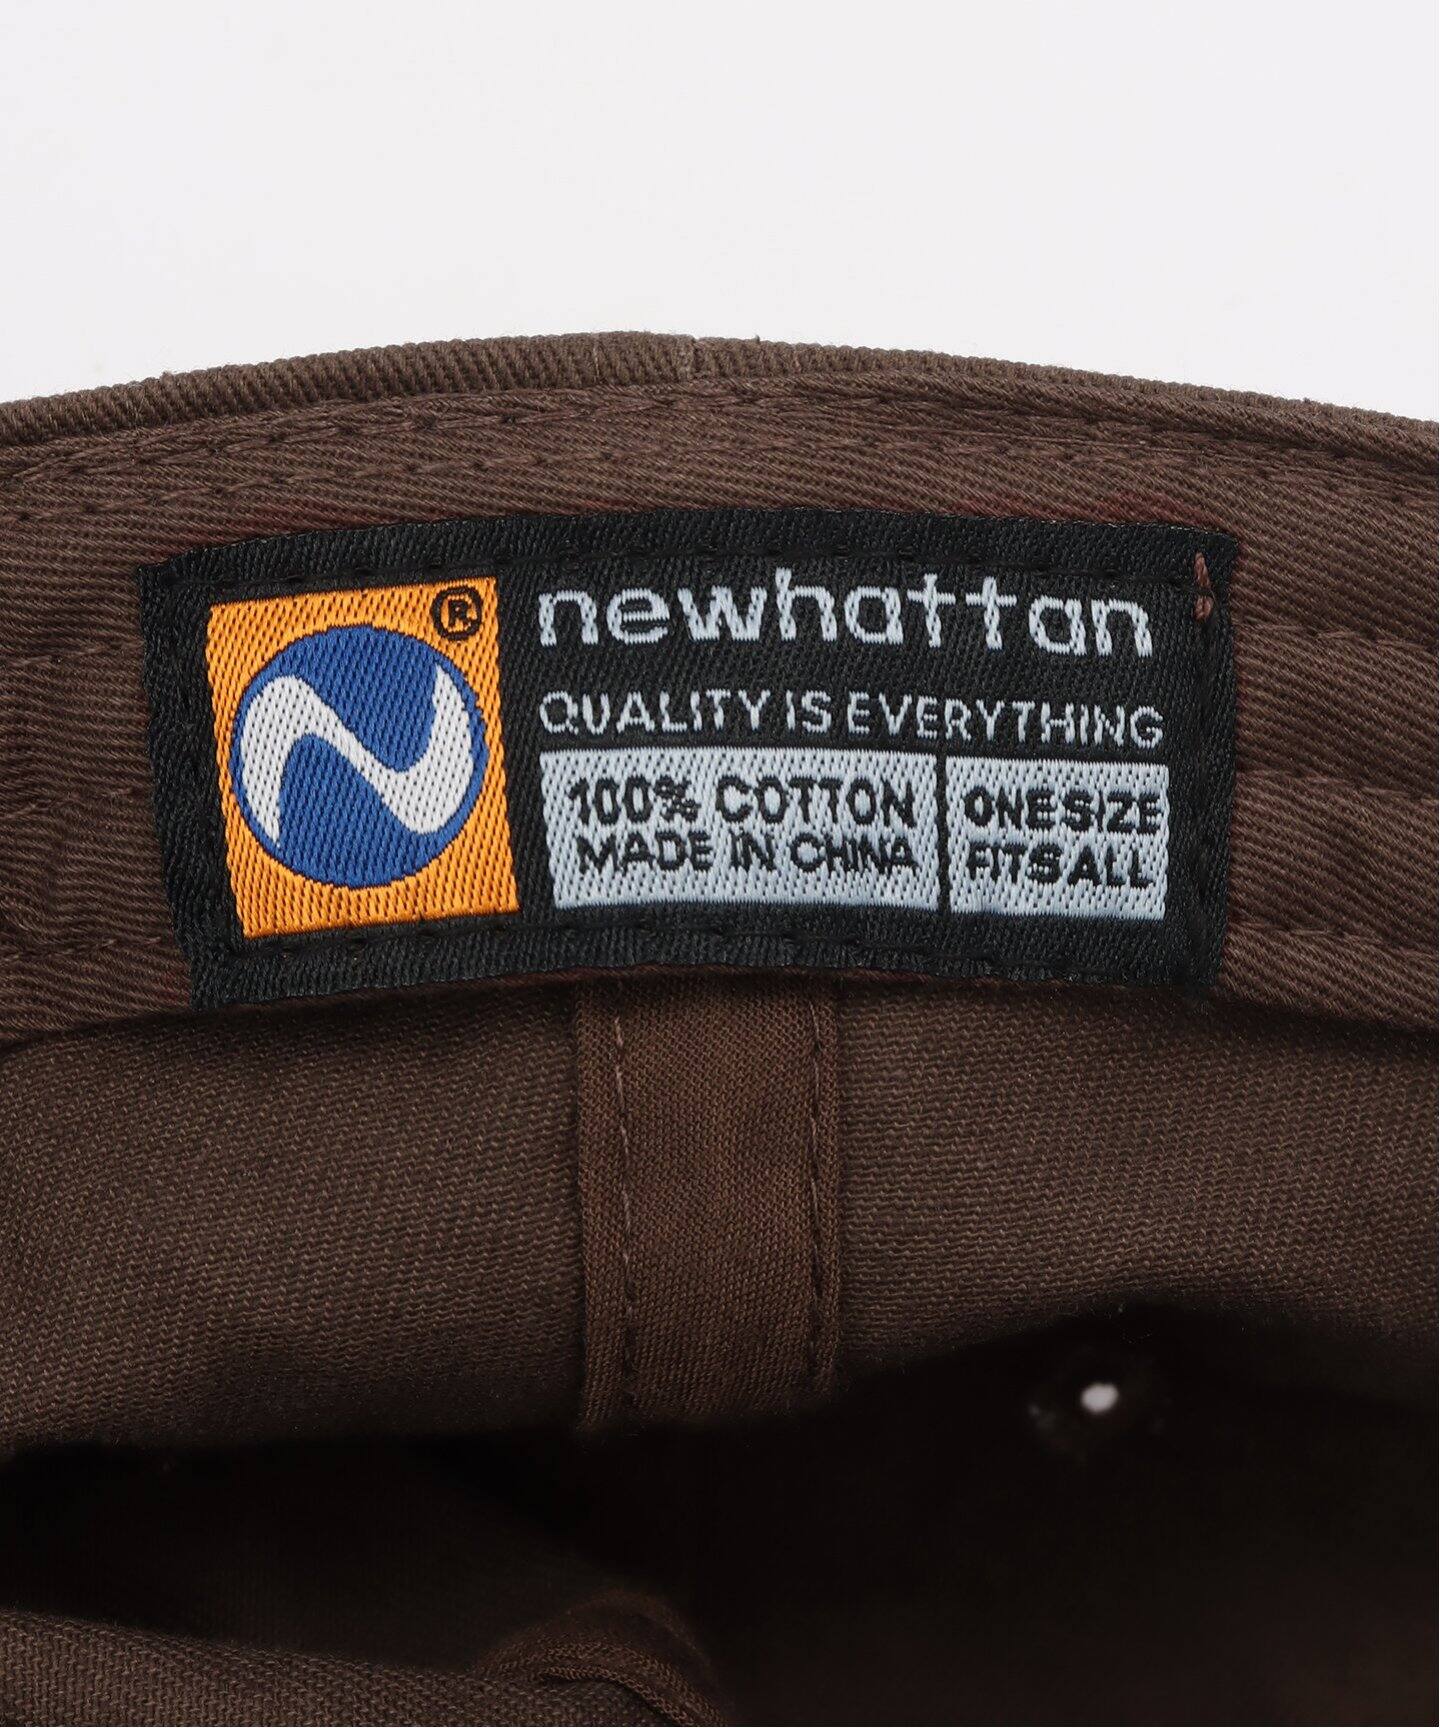 ®
newhattan
QUALITY IS EVERYTHING
100% COTTON
MADE IN CHINA
ONE SIZE
FITS ALL